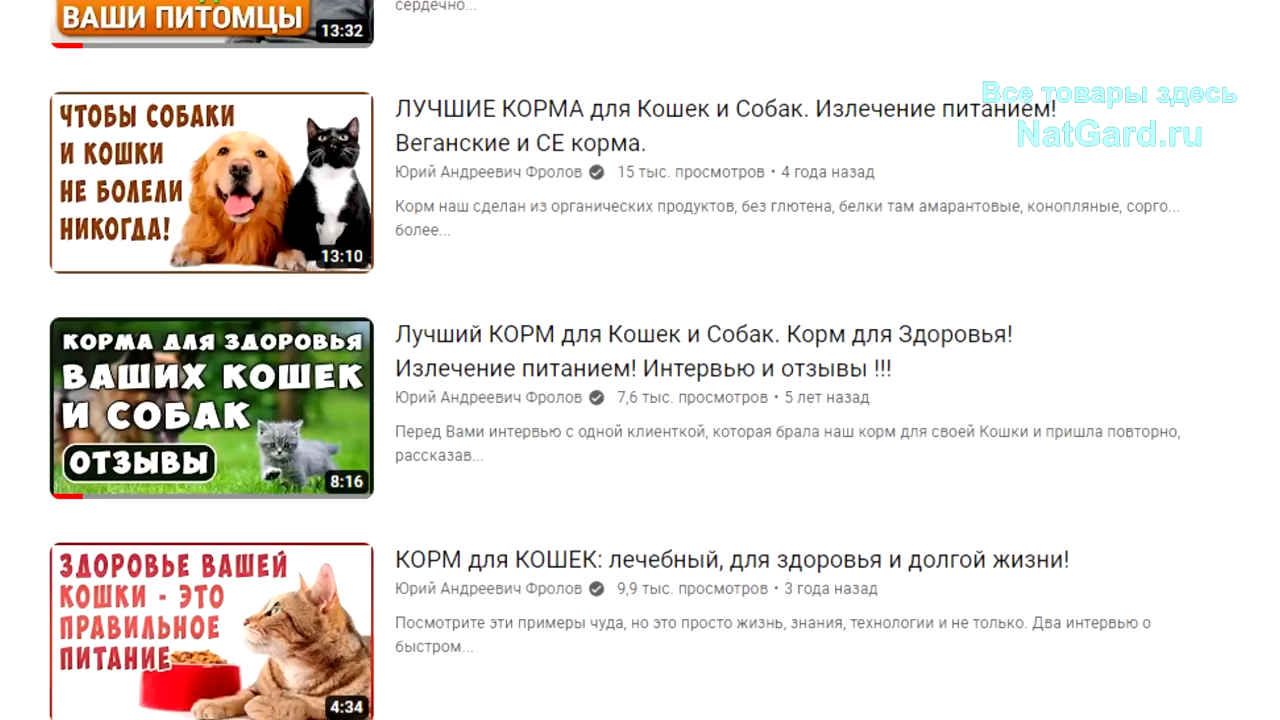 ВАШИ ПИТОМЦЫ
13:32
сердечно...
Все товары здесь
NatGard.ru
ЧТОБЫ СОБАКИ
И КОШКИ
НЕ БОЛЕЛИ
НИКОГДА!
13:10
ЛУЧШИЕ КОРМА для Кошек и Собак. Излечение питанием!
Веганские и СЕ корма.
Юрий Андреевич Фролов 15 тыс. просмотров • 4 года назад
Корм наш сделан из органических продуктов, без глютена, белки там амарантовые, конопляные, сорго...
более...
КОРМА ДЛЯ ЗДОРОВЬЯ
ВАШИХ КОШЕК
И СОБАК
ОТЗЫВЫ
8:16
Лучший КОРМ для Кошек и Собак. Корм для Здоровья!
Излечение питанием! Интервью и отзывы !!!
Юрий Андреевич Фролов 7,6 тыс. просмотров • 5 лет назад
Перед Вами интервью с одной клиенткой, которая брала наш корм для своей Кошки и пришла повторно,
рассказав...
ЗДОРОВЬЕ ВАШЕЙ
КОШКИ - ЭТО
ПРАВИЛЬНОЕ
ПИТАНИЕ
4:34
КОРМ для КОШЕК: лечебный, для здоровья и долгой жизни!
Юрий Андреевич Фролов 9,9 тыс. просмотров • 3 года назад
Посмотрите эти примеры чуда, но это просто жизнь, знания, технологии и не только. Два интервью о
быстром...